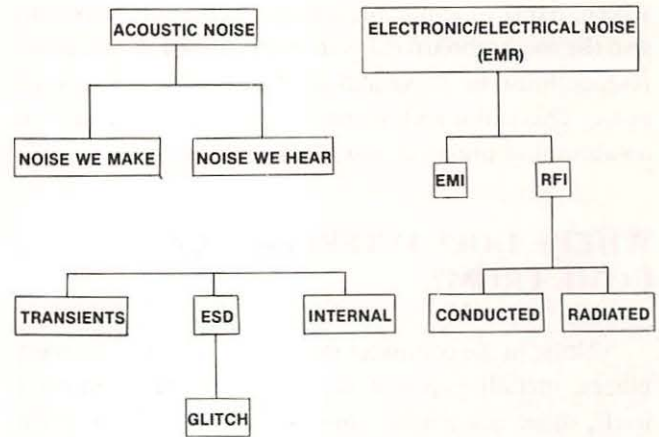 ACOUSTIC NOISE
ELECTRONIC/ELECTRICAL NOISE
(EMR)
NOISE WE MAKE
NOISE WE HEAR
EMI
RFI
TRANSIENTS
ESD
INTERNAL
CONDUCTED
RADIATED
GLITCH